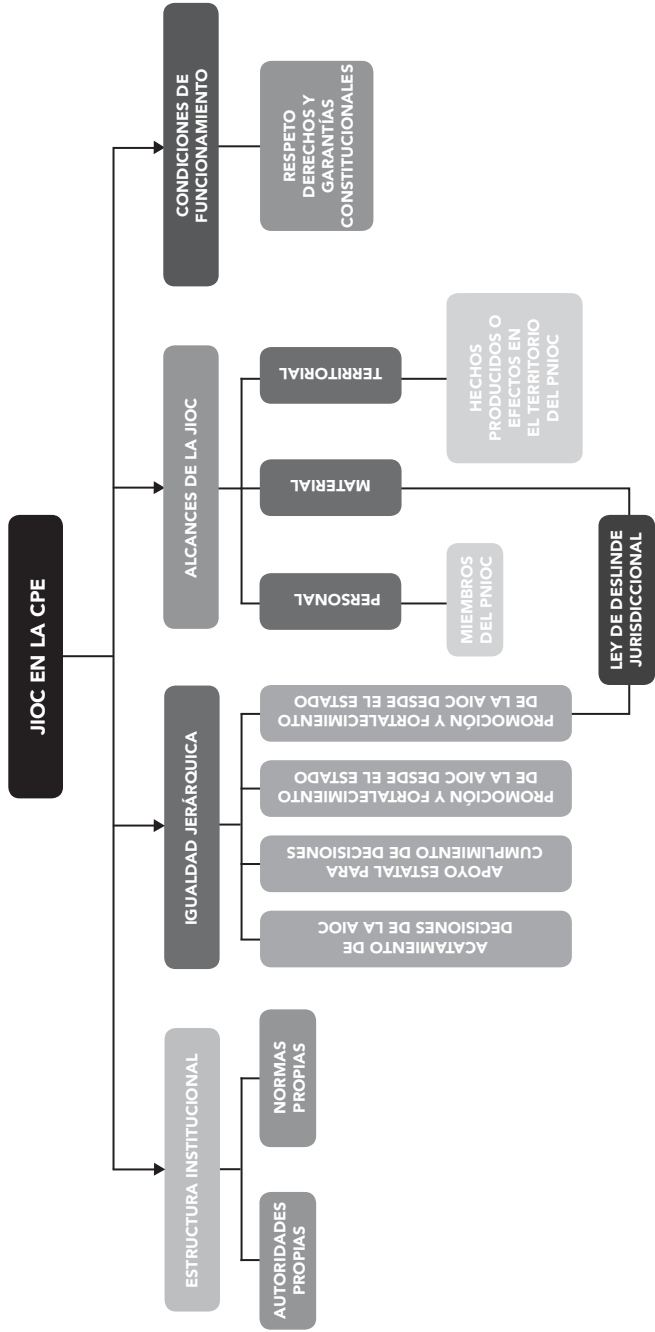 JIOC EN LA CPE
ESTRUCTURA INSTITUCIONAL
AUTORIDADES
PROPIAS
NORMAS
PROPIAS
IGUALDAD JERÁRQUICA
ACATAMIENTO DE
DECISIONES DE LA AIOC
APOYO ESTATAL PARA
CUMPLIMIENTO DE DECISIONES
PROMOCIÓN Y FORTALECIMIENTO
DE LA AIOC DESDE EL ESTADO
PROMOCIÓN Y FORTALECIMIENTO
DE LA AIOC DESDE EL ESTADO
ALCANCES DE LA JIOC
PERSONAL
MIEMBROS
DEL PNIOC
MATERIAL
TERRITORIAL
HECHOS
PRODUCIDOS O
EFECTOS EN
EL TERRITORIO
DEL PNIOC
LEY DE DESLINDE
JURISDICCIONAL
CONDICIONES DE
FUNCIONAMIENTO
RESPETO
DERECHOS Y
GARANTÍAS
CONSTITUCIONALES